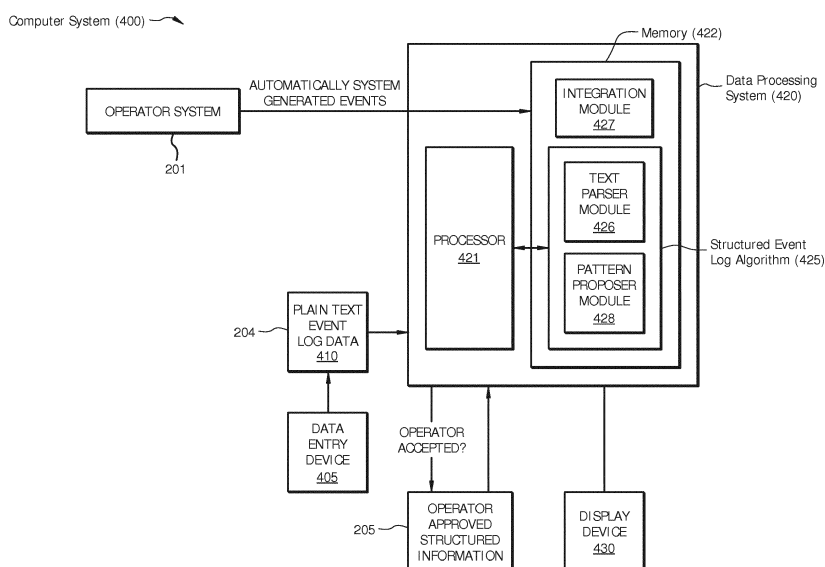 Computer System (400)
Memory (422)
Data Processing
System (420)
AUTOMATICALLY SYSTEM
GENERATED EVENTS
OPERATOR SYSTEM
201
INTEGRATION
MODULE
427
PROCESSOR
421
TEXT
PARSER
MODULE
426
Structured Event
Log Algorithm (425)
PATTERN
PROPOSER
MODULE
428
204
PLAIN TEXT
EVENT
LOG DATA
410
DATA
ENTRY
DEVICE
405
OPERATOR
ACCEPTED?
205
OPERATOR
APPROVED
STRUCTURED
INFORMATION
DISPLAY
DEVICE
430